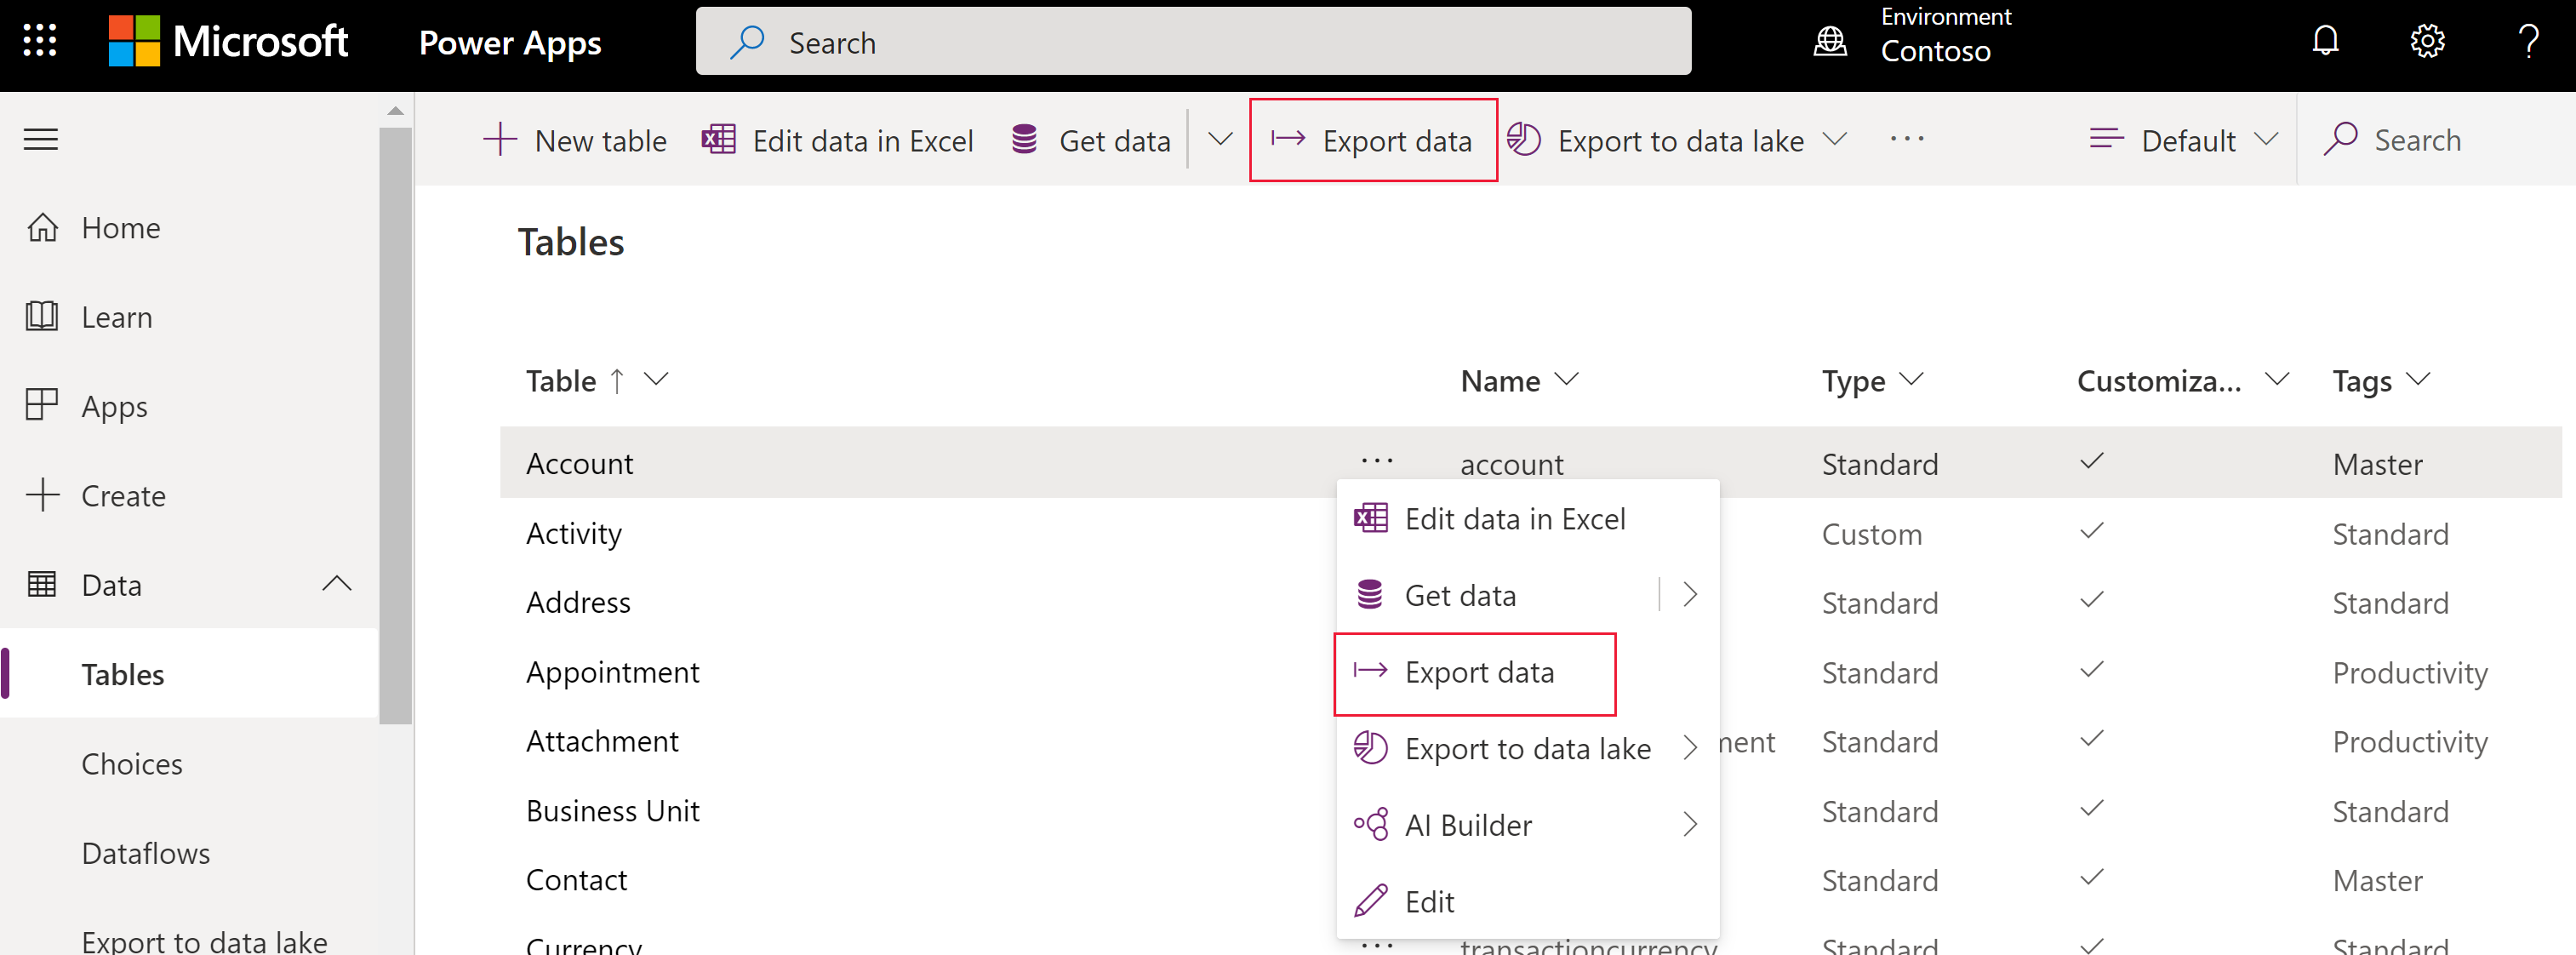 Microsoft Power Apps Search Environment
Contoso
New table Edit data in Excel Get data Export data Export to data lake ··· Default Search
Home
Learn
Apps
Create
Data
Tables
Choices
Dataflows
Export to data lake
Tables
Table ↑ Name Type Customiza... Tags
Account ··· account Standard Master
Activity Custom Standard
Address Standard Standard
Appointment Standard Productivity
Attachment ment Standard Productivity
Business Unit Standard Standard
Contact Standard Master
Currency ··· transactioncurrency Standard Standard
Edit data in Excel
Get data
Export data
Export to data lake
AI Builder
Edit